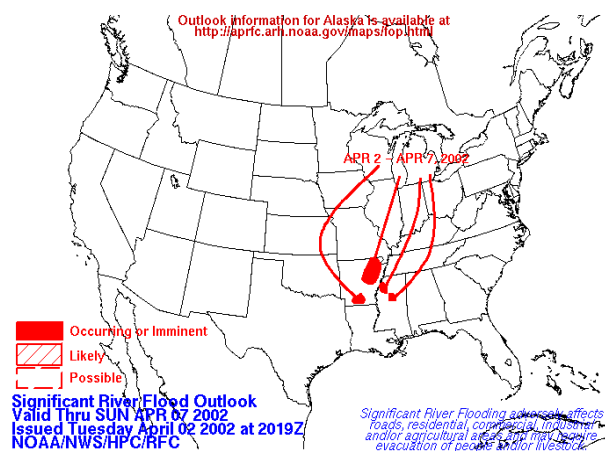 Outlook information for Alaska is available at
http://aprfc.arh.noaa.gov/maps/fop.html
APR 2 - APR 7, 2002
Occurring or Imminent
Likely
Possible
Significant River Flood Outlook
Valid Thru SUN APR 07 2002
Issued Tuesday April 02 2002 at 2019Z
NOAA/NWS/HPC/RFC
Significant River Flooding adversely affects
roads, residential, commercial, industrial
and/or agricultural areas and may require
evacuation of people and/or livestock.